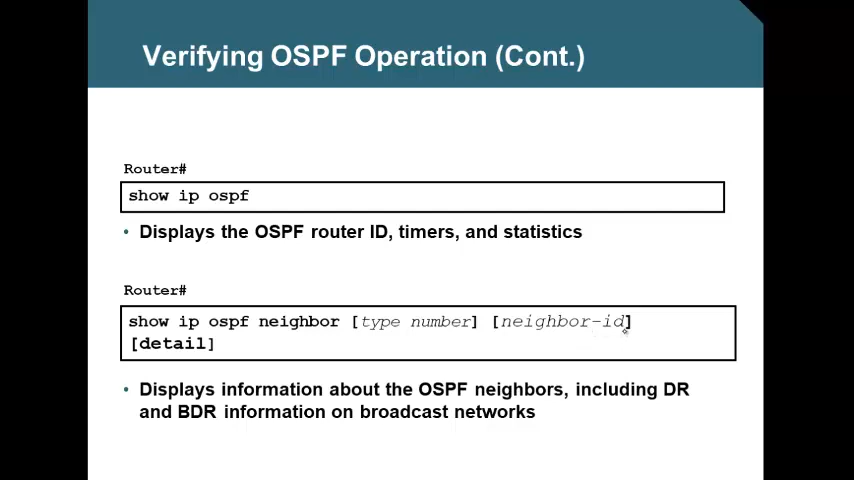 Verifying OSPF Operation (Cont.)
Router#
show ip ospf
• Displays the OSPF router ID, timers, and statistics
Router#
show ip ospf neighbor [type number] [neighbor-id]
[detail]
• Displays information about the OSPF neighbors, including DR
and BDR information on broadcast networks